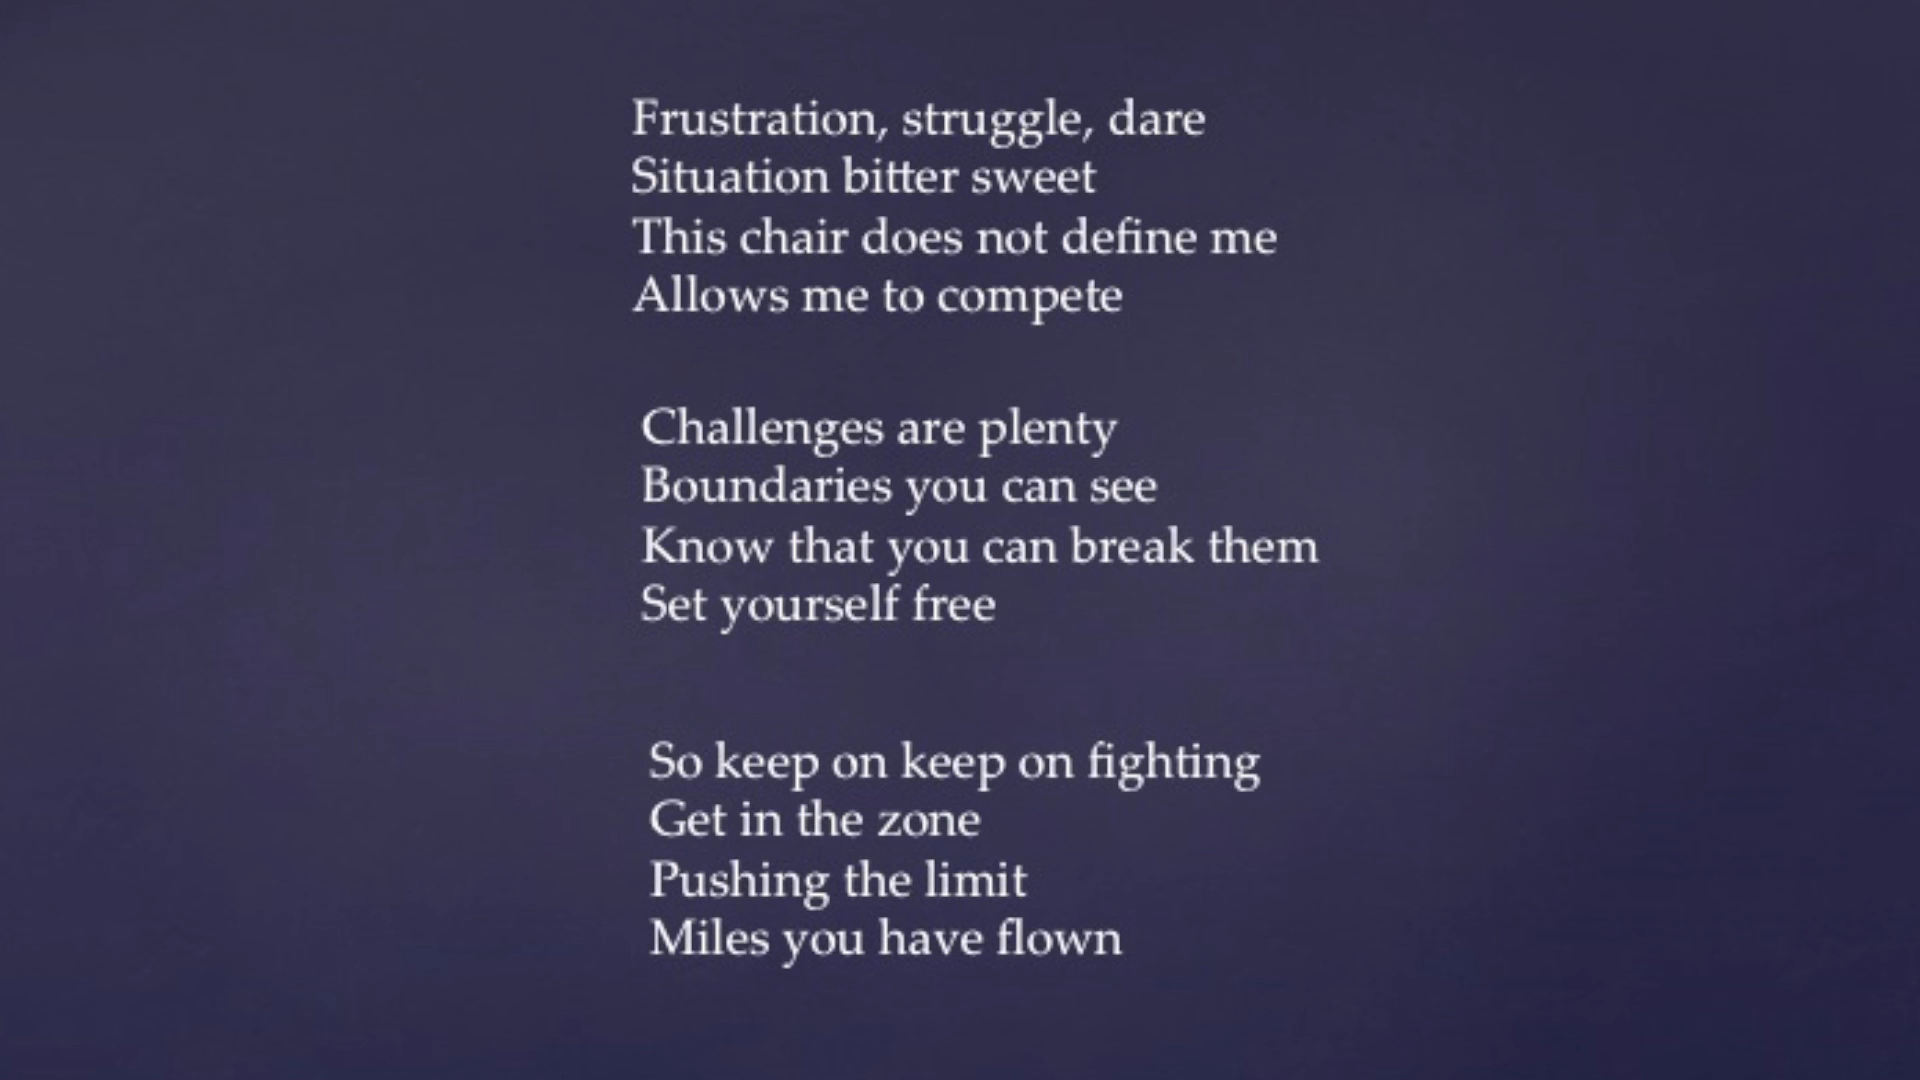 Frustration, struggle, dare
Situation bitter sweet
This chair does not define me
Allows me to compete
Challenges are plenty
Boundaries you can see
Know that you can break them
Set yourself free
So keep on keep on fighting
Get in the zone
Pushing the limit
Miles you have flown